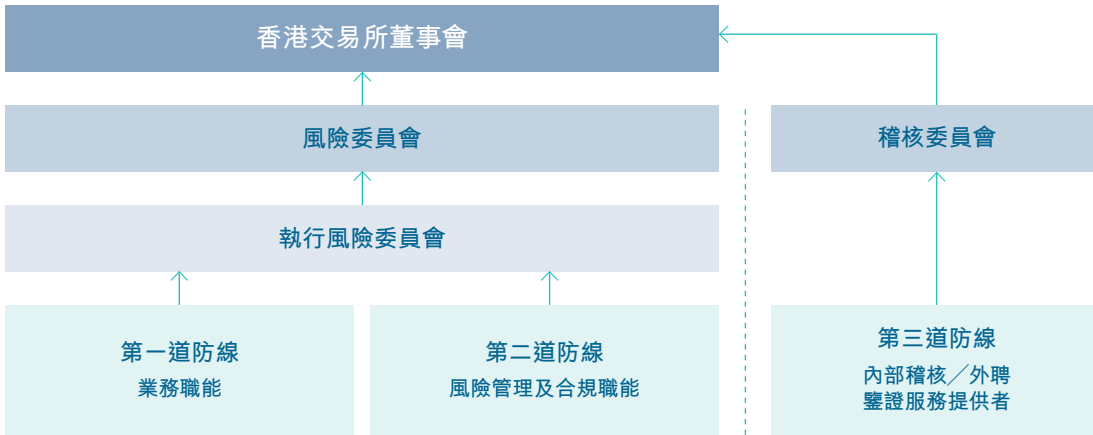 香港交易所董事會
風險委員會
稽核委員會
執行風險委員會
第一道防線
業務職能
第二道防線
風險管理及合規職能
第三道防線
內部稽核／外聘
鑒證服務提供者